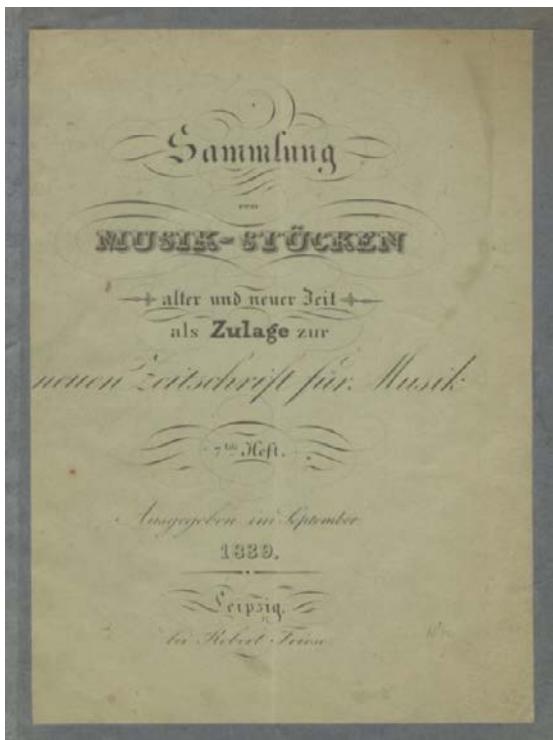 Sammlung
von
MUSIK-STÜCKEN
alter und neuer Zeit
als Zulage zur
neuen Zeitschrift für Musik
7tes Heft.
Ausgegeben im September
1839.
Leipzig,
bei Robert Friese